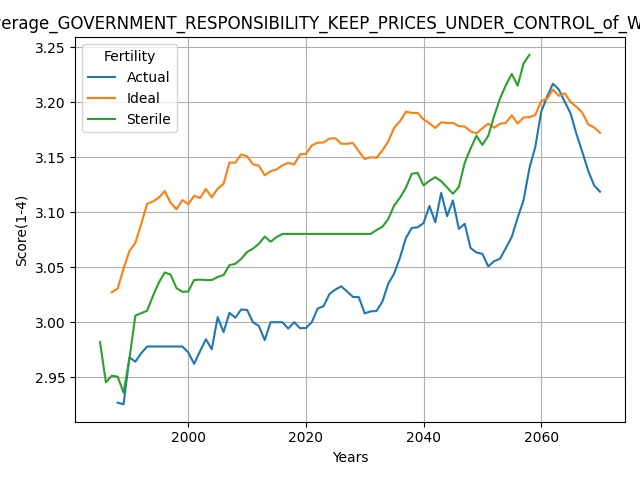 verage_GOVERNMENT_RESPONSIBILITY_KEEP_PRICES_UNDER_CONTROL_of_W
3.25
3.20
3.15
3.10
3.05
3.00
2.95
Score(1-4)
Fertility
Actual
Ideal
Sterile
2000
2020
2040
2060
Years